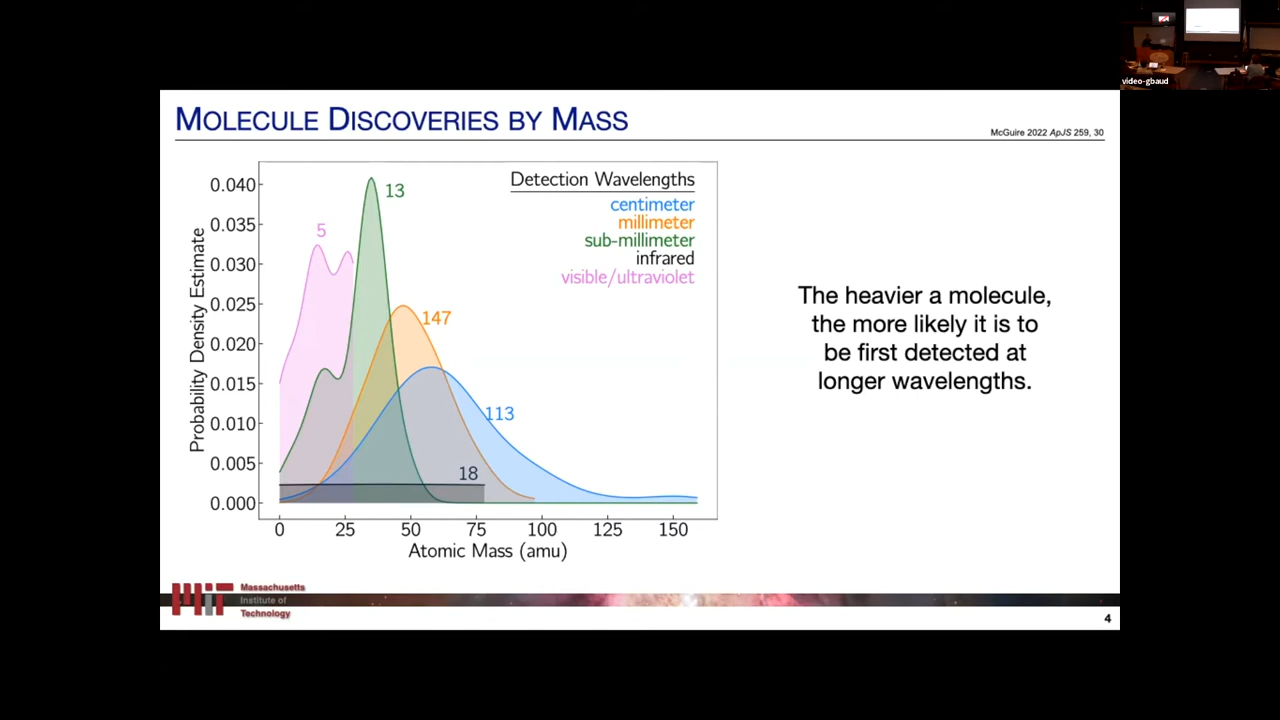 video-gbaud
MOLECULE DISCOVERIES BY MASS
McGuire 2022 ApJS 259, 30
Probability Density Estimate
0.040
0.035
0.030
0.025
0.020
0.015
0.010
0.005
0.000
5
13
147
113
18
Detection Wavelengths
centimeter
millimeter
sub-millimeter
infrared
visible/ultraviolet
0 25 50 75 100 125 150
Atomic Mass (amu)
The heavier a molecule,
the more likely it is to
be first detected at
longer wavelengths.
Massachusetts
Institute of
Technology
4